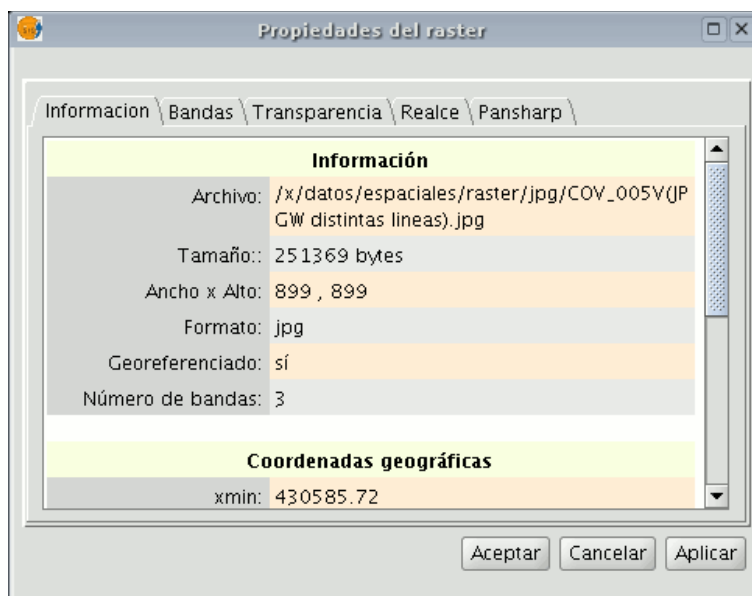 Propiedades del raster
Informacion Bandas Transparencia Realce Pansharp
Información
Archivo: /x/datos/espaciales/raster/jpg/COV_005V(JP
GW distintas lineas).jpg
Tamaño:: 251369 bytes
Ancho x Alto: 899 , 899
Formato: jpg
Georeferenciado: sí
Número de bandas: 3
Coordenadas geográficas
xmin: 430585.72
Aceptar Cancelar Aplicar